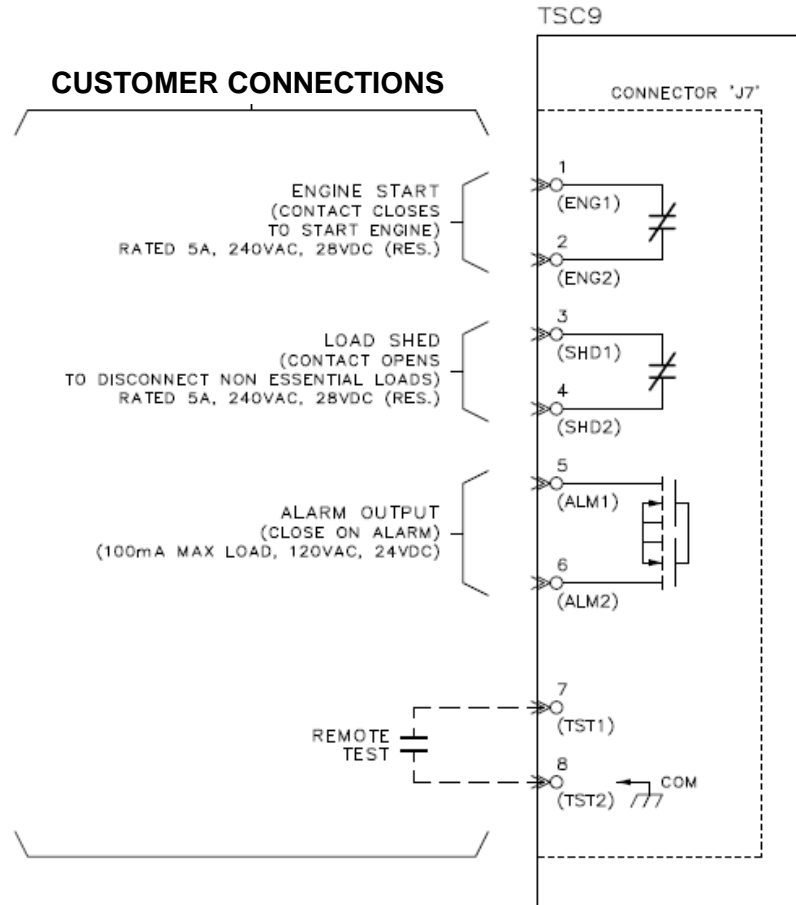 TSC9
CUSTOMER CONNECTIONS
CONNECTOR 'J7'
ENGINE START
(CONTACT CLOSES
TO START ENGINE)
RATED 5A, 240VAC, 28VDC (RES.)
1
(ENG1)
2
(ENG2)
LOAD SHED
(CONTACT OPENS
TO DISCONNECT NON ESSENTIAL LOADS)
RATED 5A, 240VAC, 28VDC (RES.)
3
(SHD1)
4
(SHD2)
ALARM OUTPUT
(CLOSE ON ALARM)
(100mA MAX LOAD, 120VAC, 24VDC)
5
(ALM1)
6
(ALM2)
REMOTE
TEST
7
(TST1)
8
(TST2)
COM